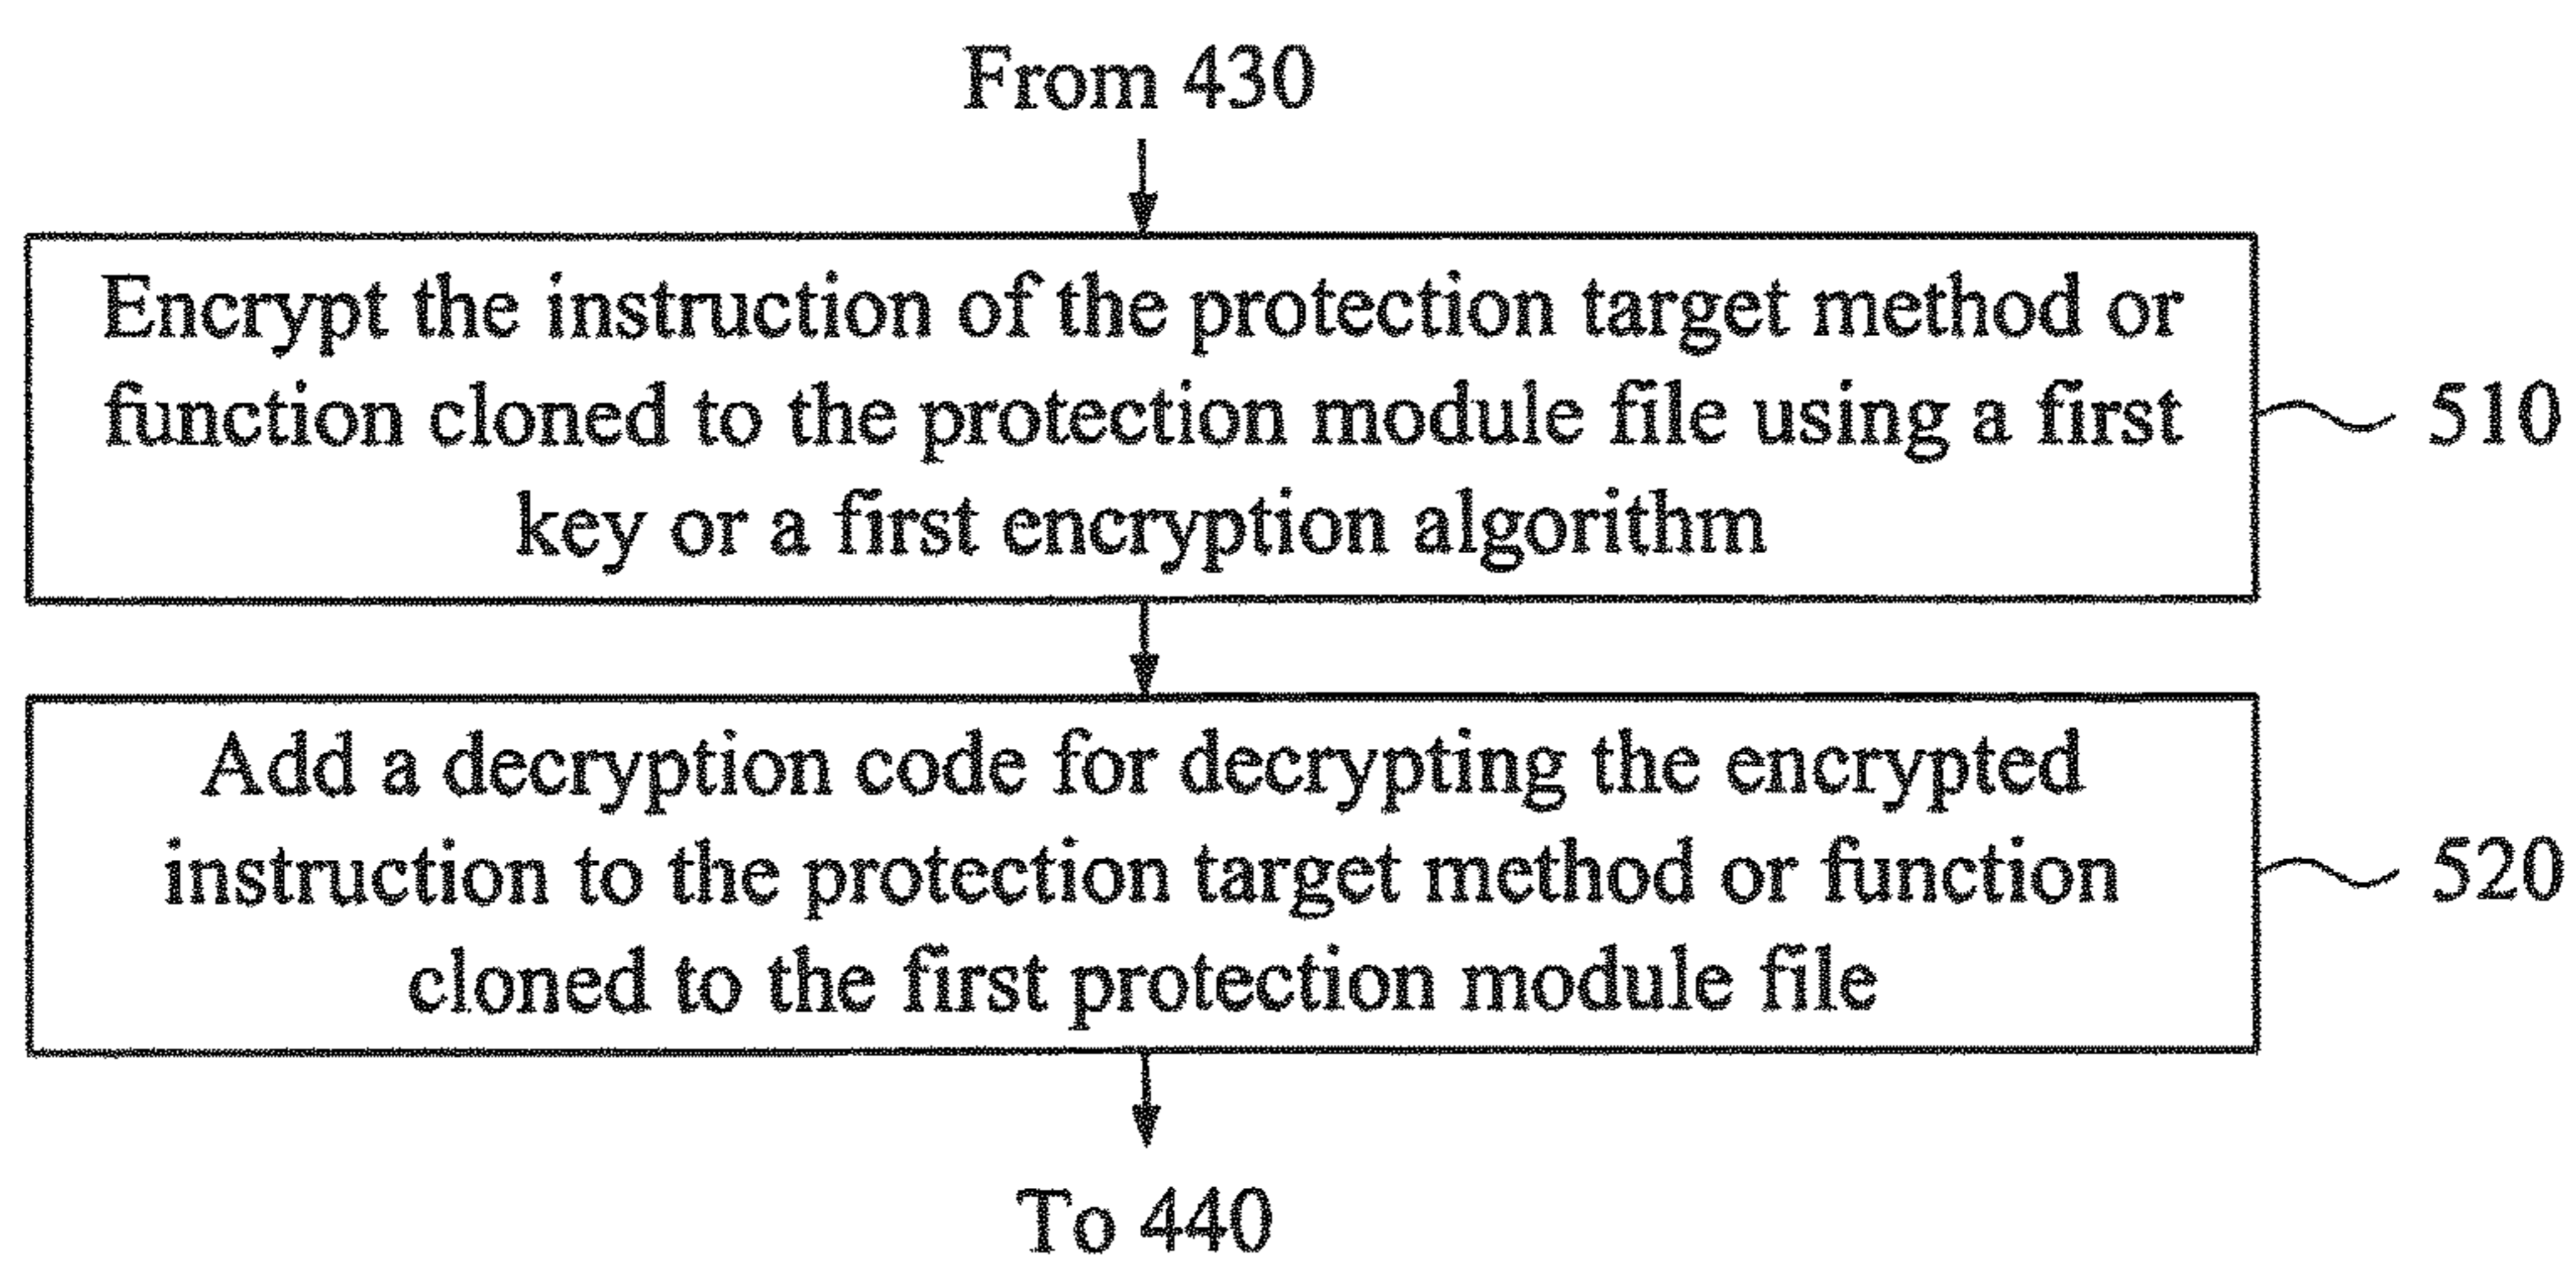 From 430
Encrypt the instruction of the protection target method or
function cloned to the protection module file using a first
key or a first encryption algorithm
510
Add a decryption code for decrypting the encrypted
instruction to the protection target method or function
cloned to the first protection module file
520
To 440